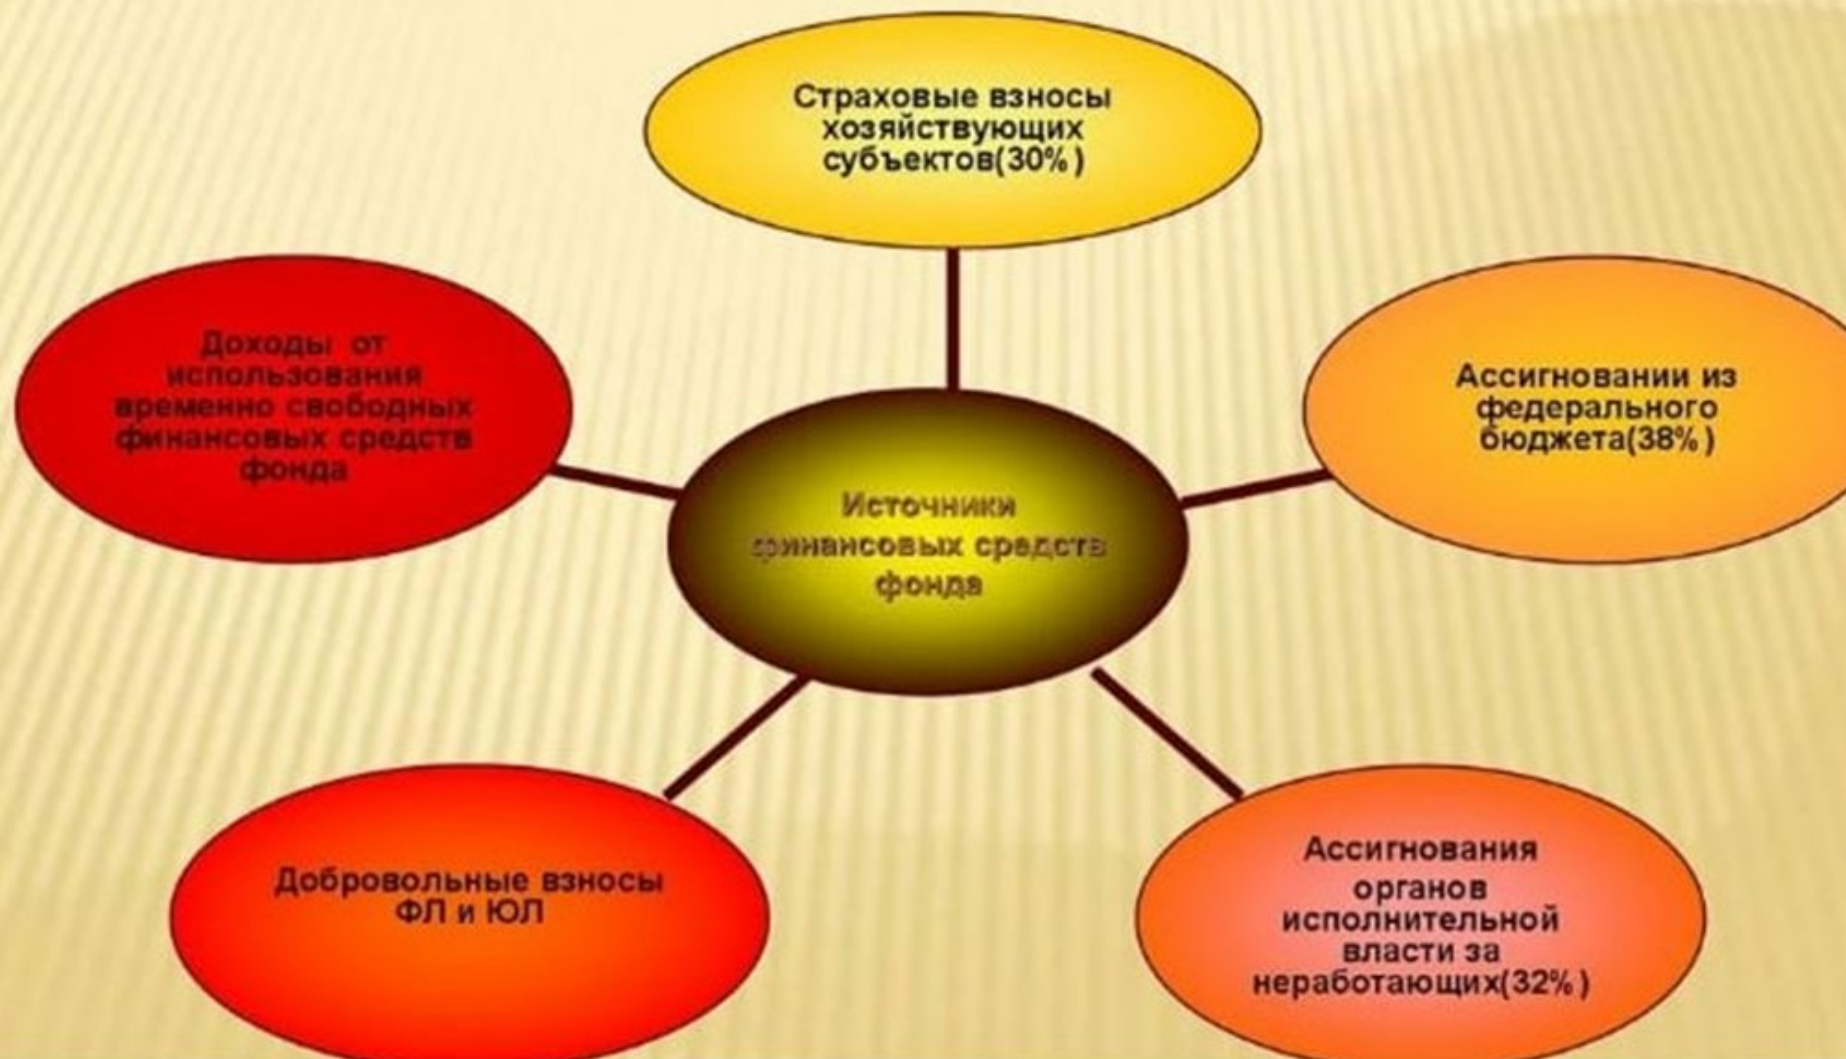 Страховые взносы
хозяйствующих
субъектов(30%)
Доходы от
использования
временно свободных
финансовых средств
фонда
Ассигновании из
федерального
бюджета(38%)
Источники
финансовых средств
фонда
Добровольные взносы
ФЛ и ЮЛ
Ассигнования
органов
исполнительной
власти за
неработающих(32%)